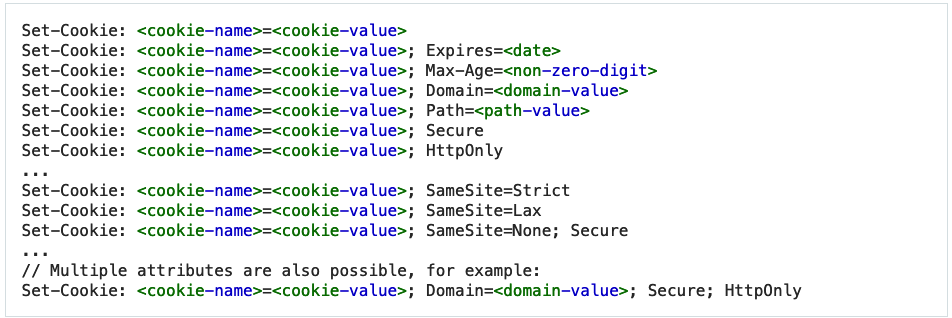 Set-Cookie: <cookie-name>=<cookie-value>
Set-Cookie: <cookie-name>=<cookie-value>; Expires=<date>
Set-Cookie: <cookie-name>=<cookie-value>; Max-Age=<non-zero-digit>
Set-Cookie: <cookie-name>=<cookie-value>; Domain=<domain-value>
Set-Cookie: <cookie-name>=<cookie-value>; Path=<path-value>
Set-Cookie: <cookie-name>=<cookie-value>; Secure
Set-Cookie: <cookie-name>=<cookie-value>; HttpOnly
...
Set-Cookie: <cookie-name>=<cookie-value>; SameSite=Strict
Set-Cookie: <cookie-name>=<cookie-value>; SameSite=Lax
Set-Cookie: <cookie-name>=<cookie-value>; SameSite=None; Secure
...
// Multiple attributes are also possible, for example:
Set-Cookie: <cookie-name>=<cookie-value>; Domain=<domain-value>; Secure; HttpOnly